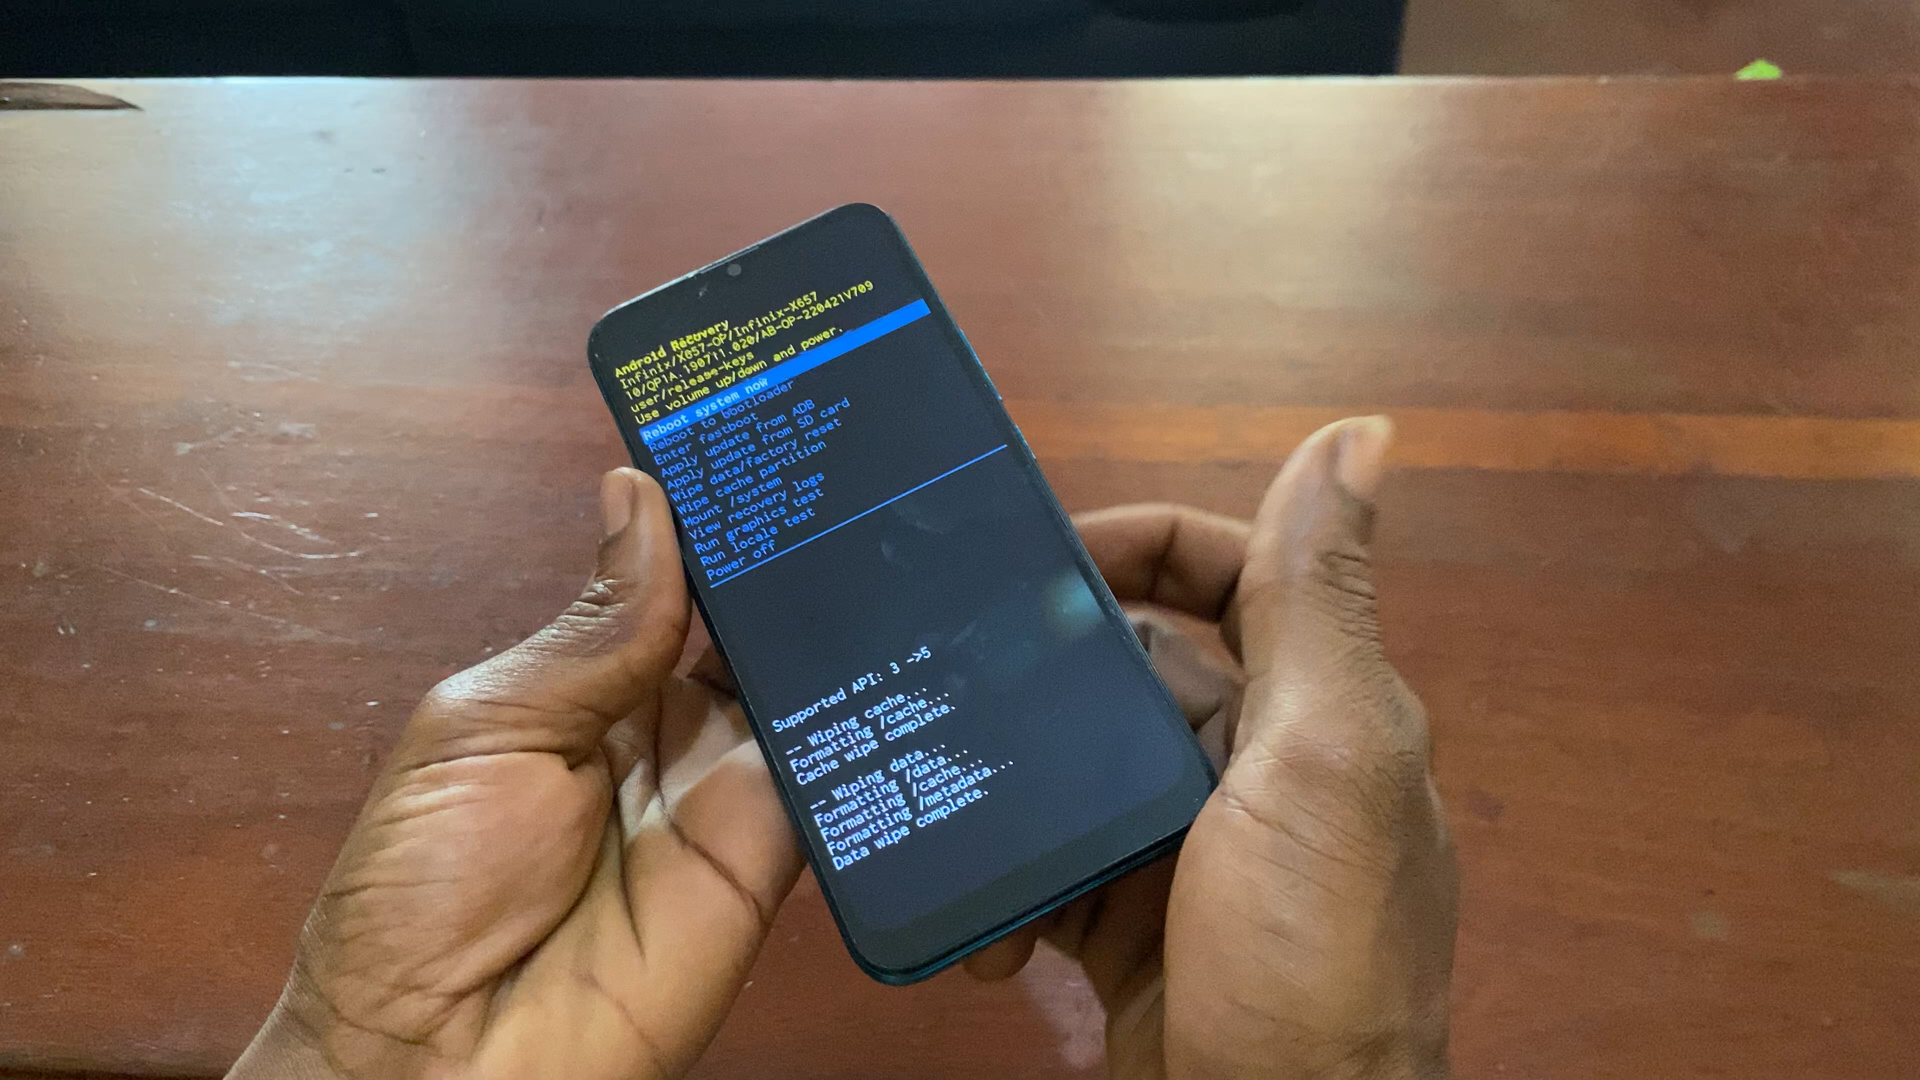 Android Recovery
Infinix/X657-OP/Infinix-X657
10/QP1A.190711.020/AB-OP-220421V709
user/release-keys
Use volume up/down and power.
Reboot system now
Reboot to bootloader
Enter fastboot
Apply update from ADB
Apply update from SD card
Wipe data/factory reset
Wipe cache partition
Mount /system
View recovery logs
Run graphics test
Run locale test
Power off
Supported API: 3 ->5
-- Wiping cache...
Formatting /cache...
Cache wipe complete.
-- Wiping data...
Formatting /data...
Formatting /cache...
Formatting /metadata...
Data wipe complete.